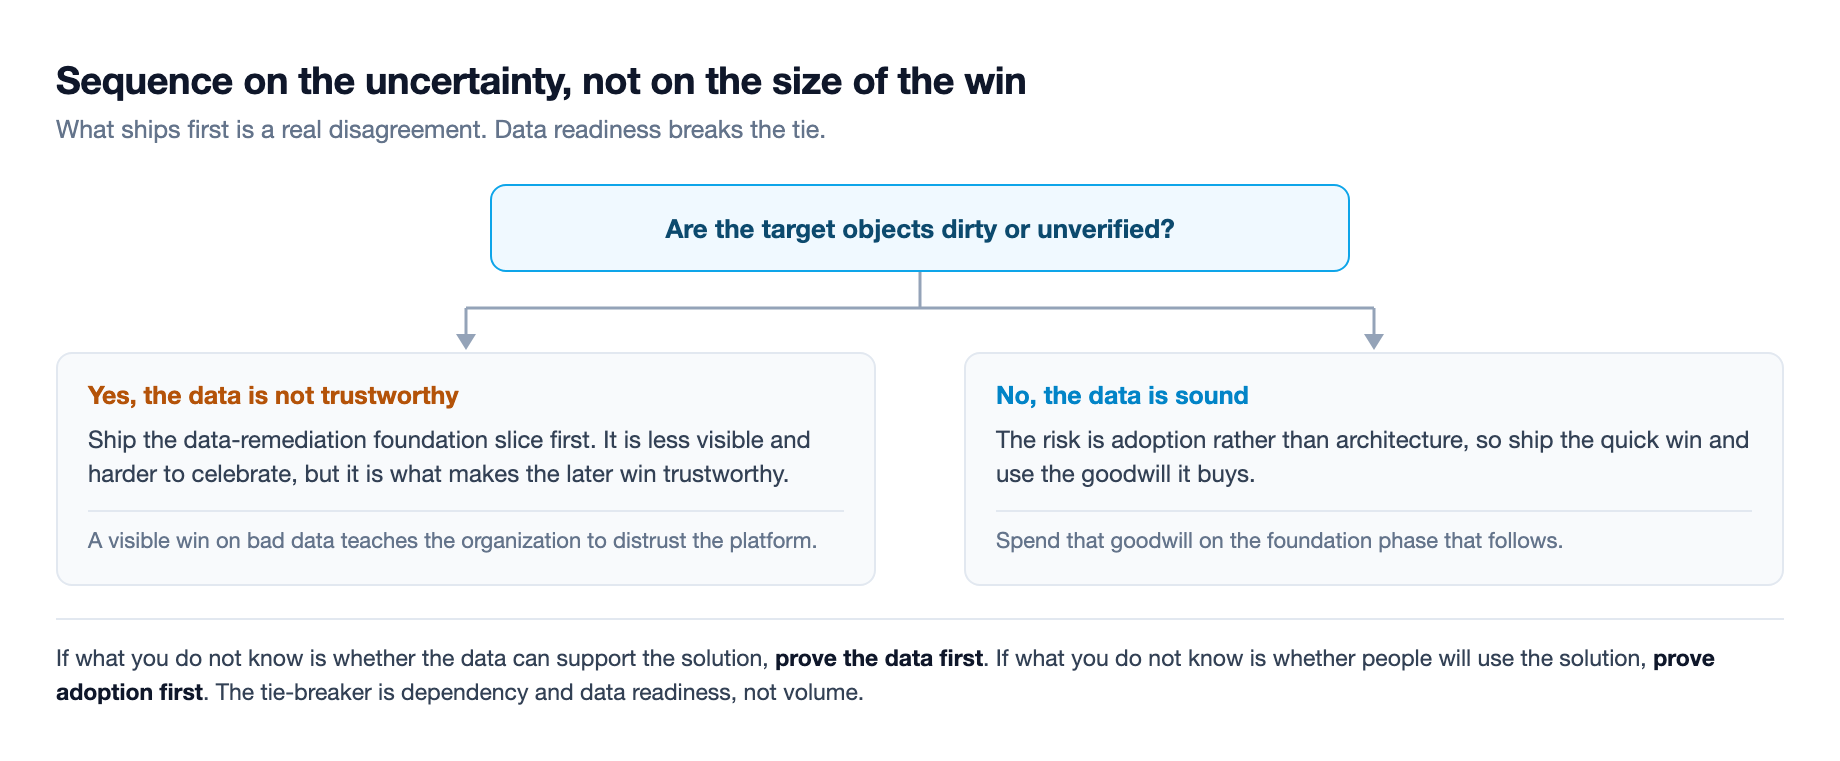 Sequence on the uncertainty, not on the size of the win
What ships first is a real disagreement. Data readiness breaks the tie.
Are the target objects dirty or unverified?
Yes, the data is not trustworthy
Ship the data-remediation foundation slice first. It is less visible and
harder to celebrate, but it is what makes the later win trustworthy.
A visible win on bad data teaches the organization to distrust the platform.
No, the data is sound
The risk is adoption rather than architecture, so ship the quick win and
use the goodwill it buys.
Spend that goodwill on the foundation phase that follows.
If what you do not know is whether the data can support the solution, prove the data first. If what you do not know is whether people will use the solution, prove
adoption first. The tie-breaker is dependency and data readiness, not volume.